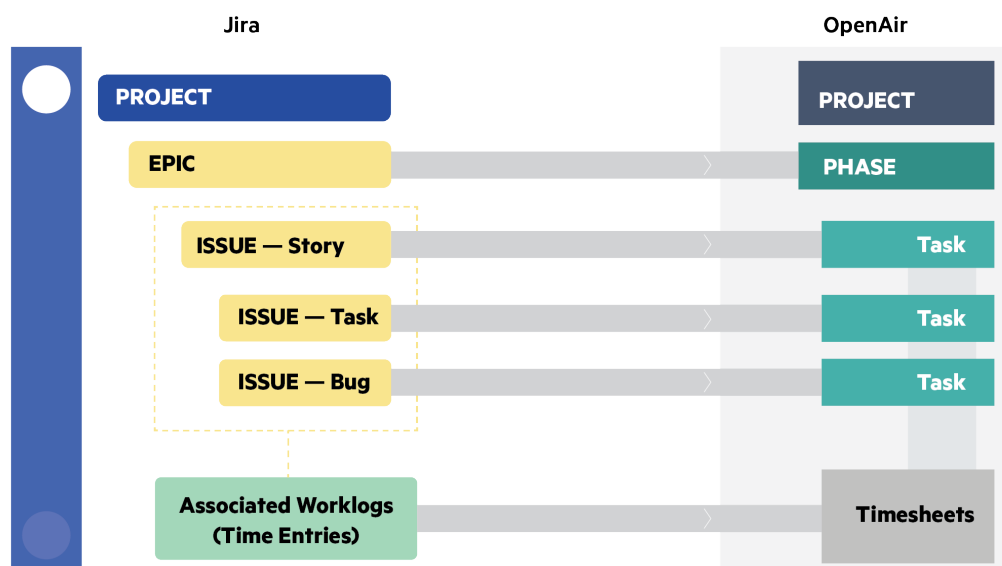 Jira
OpenAir
PROJECT
PROJECT
EPIC
PHASE
ISSUE — Story
Task
ISSUE — Task
Task
ISSUE — Bug
Task
Associated Worklogs
(Time Entries)
Timesheets